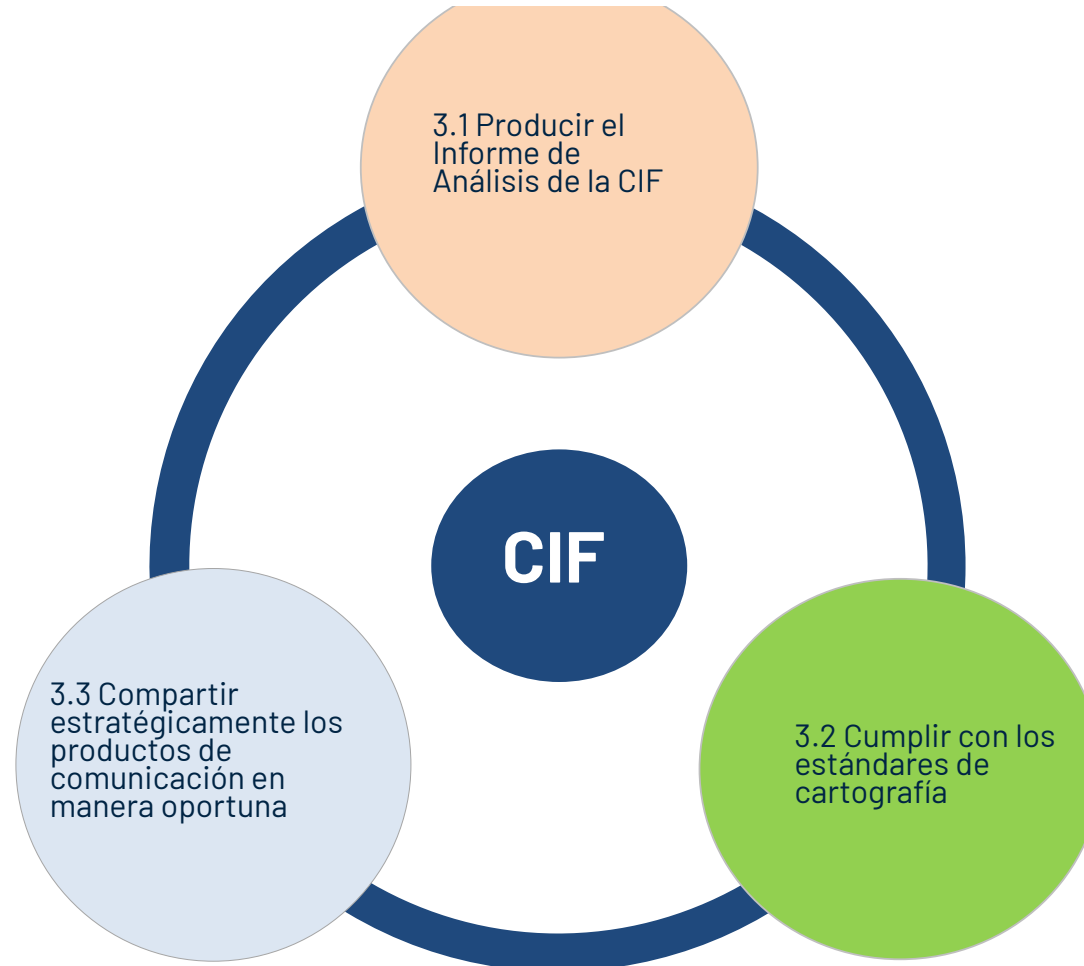 3.1 Producir el
Informe de
Análisis de la CIF
CIF
3.3 Compartir
estratégicamente los
productos de
comunicación en
manera oportuna
3.2 Cumplir con los
estándares de
cartografía